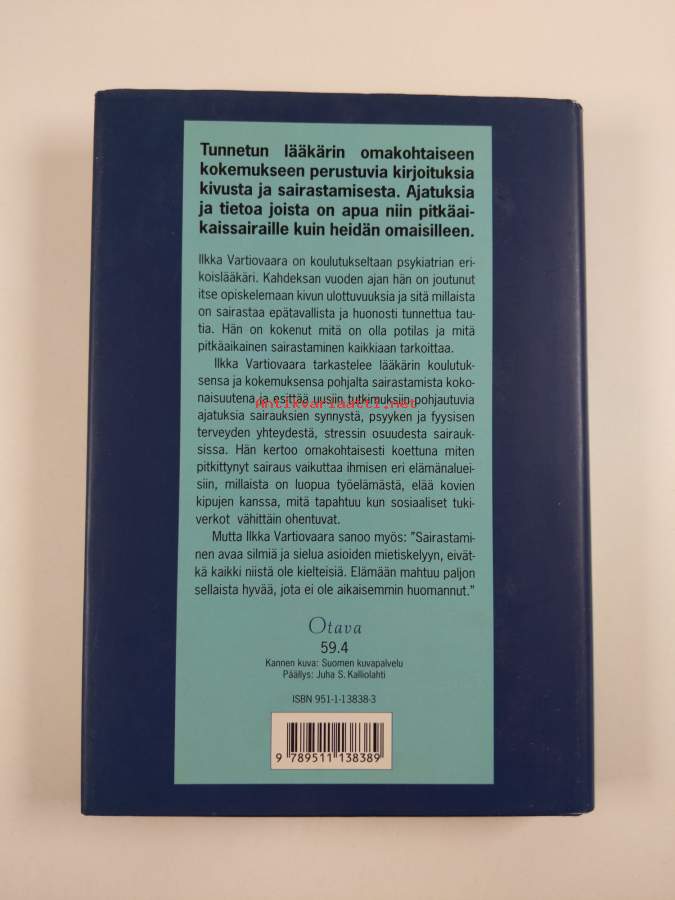 Tunnetun lääkärin omakohtaiseen
kokemukseen perustuvia kirjoituksia
kivusta ja sairastamisesta. Ajatuksia
ja tietoa joista on apua niin pitkäai-
kaissairaille kuin heidän omaisilleen.
Ilkka Vartiovaara on koulutukseltaan psykiatrian eri-
koislääkäri. Kahdeksan vuoden ajan hän on joutunut
itse opiskelemaan kivun ulottuvuuksia ja sitä millaista
on sairastaa epätavallista ja huonosti tunnettua tau-
tia. Hän on kokenut mitä on olla potilas ja mitä
pitkäaikainen sairastaminen kaikkiaan tarkoittaa.
Ilkka Vartiovaara tarkastelee lääkärin koulutuk-
sensa ja kokemuksensa pohjalta sairastamista koko-
naisuutena ja esittää uusiin tutkimuksiin pohjautuvia
Antikvariaatti.net
ajatuksia sairauksien synnystä, psyyken ja fyysisen
terveyden yhteydestä, stressin osuudesta sairauk-
sissa. Hän kertoo omakohtaisesti koettuna miten
pitkittynyt sairaus vaikuttaa ihmisen eri elämänaluei-
siin, millaista on luopua työelämästä, elää kovien
kipujen kanssa, mitä tapahtuu kun sosiaaliset tuki-
verkot vähittäin ohentuvat.
Mutta Ilkka Vartiovaara sanoo myös: ”Sairastami-
nen avaa silmiä ja sielua asioiden mietiskelyyn, eivät-
kä kaikki niistä ole kielteisiä. Elämään mahtuu paljon
sellaista hyvää, jota ei ole aikaisemmin huomannut.”
Otava
59.4
Kannen kuva: Suomen kuvapalvelu
Päällys: Juha S. Kalliolahti
ISBN 951-1-13838-3
9 789511 138389